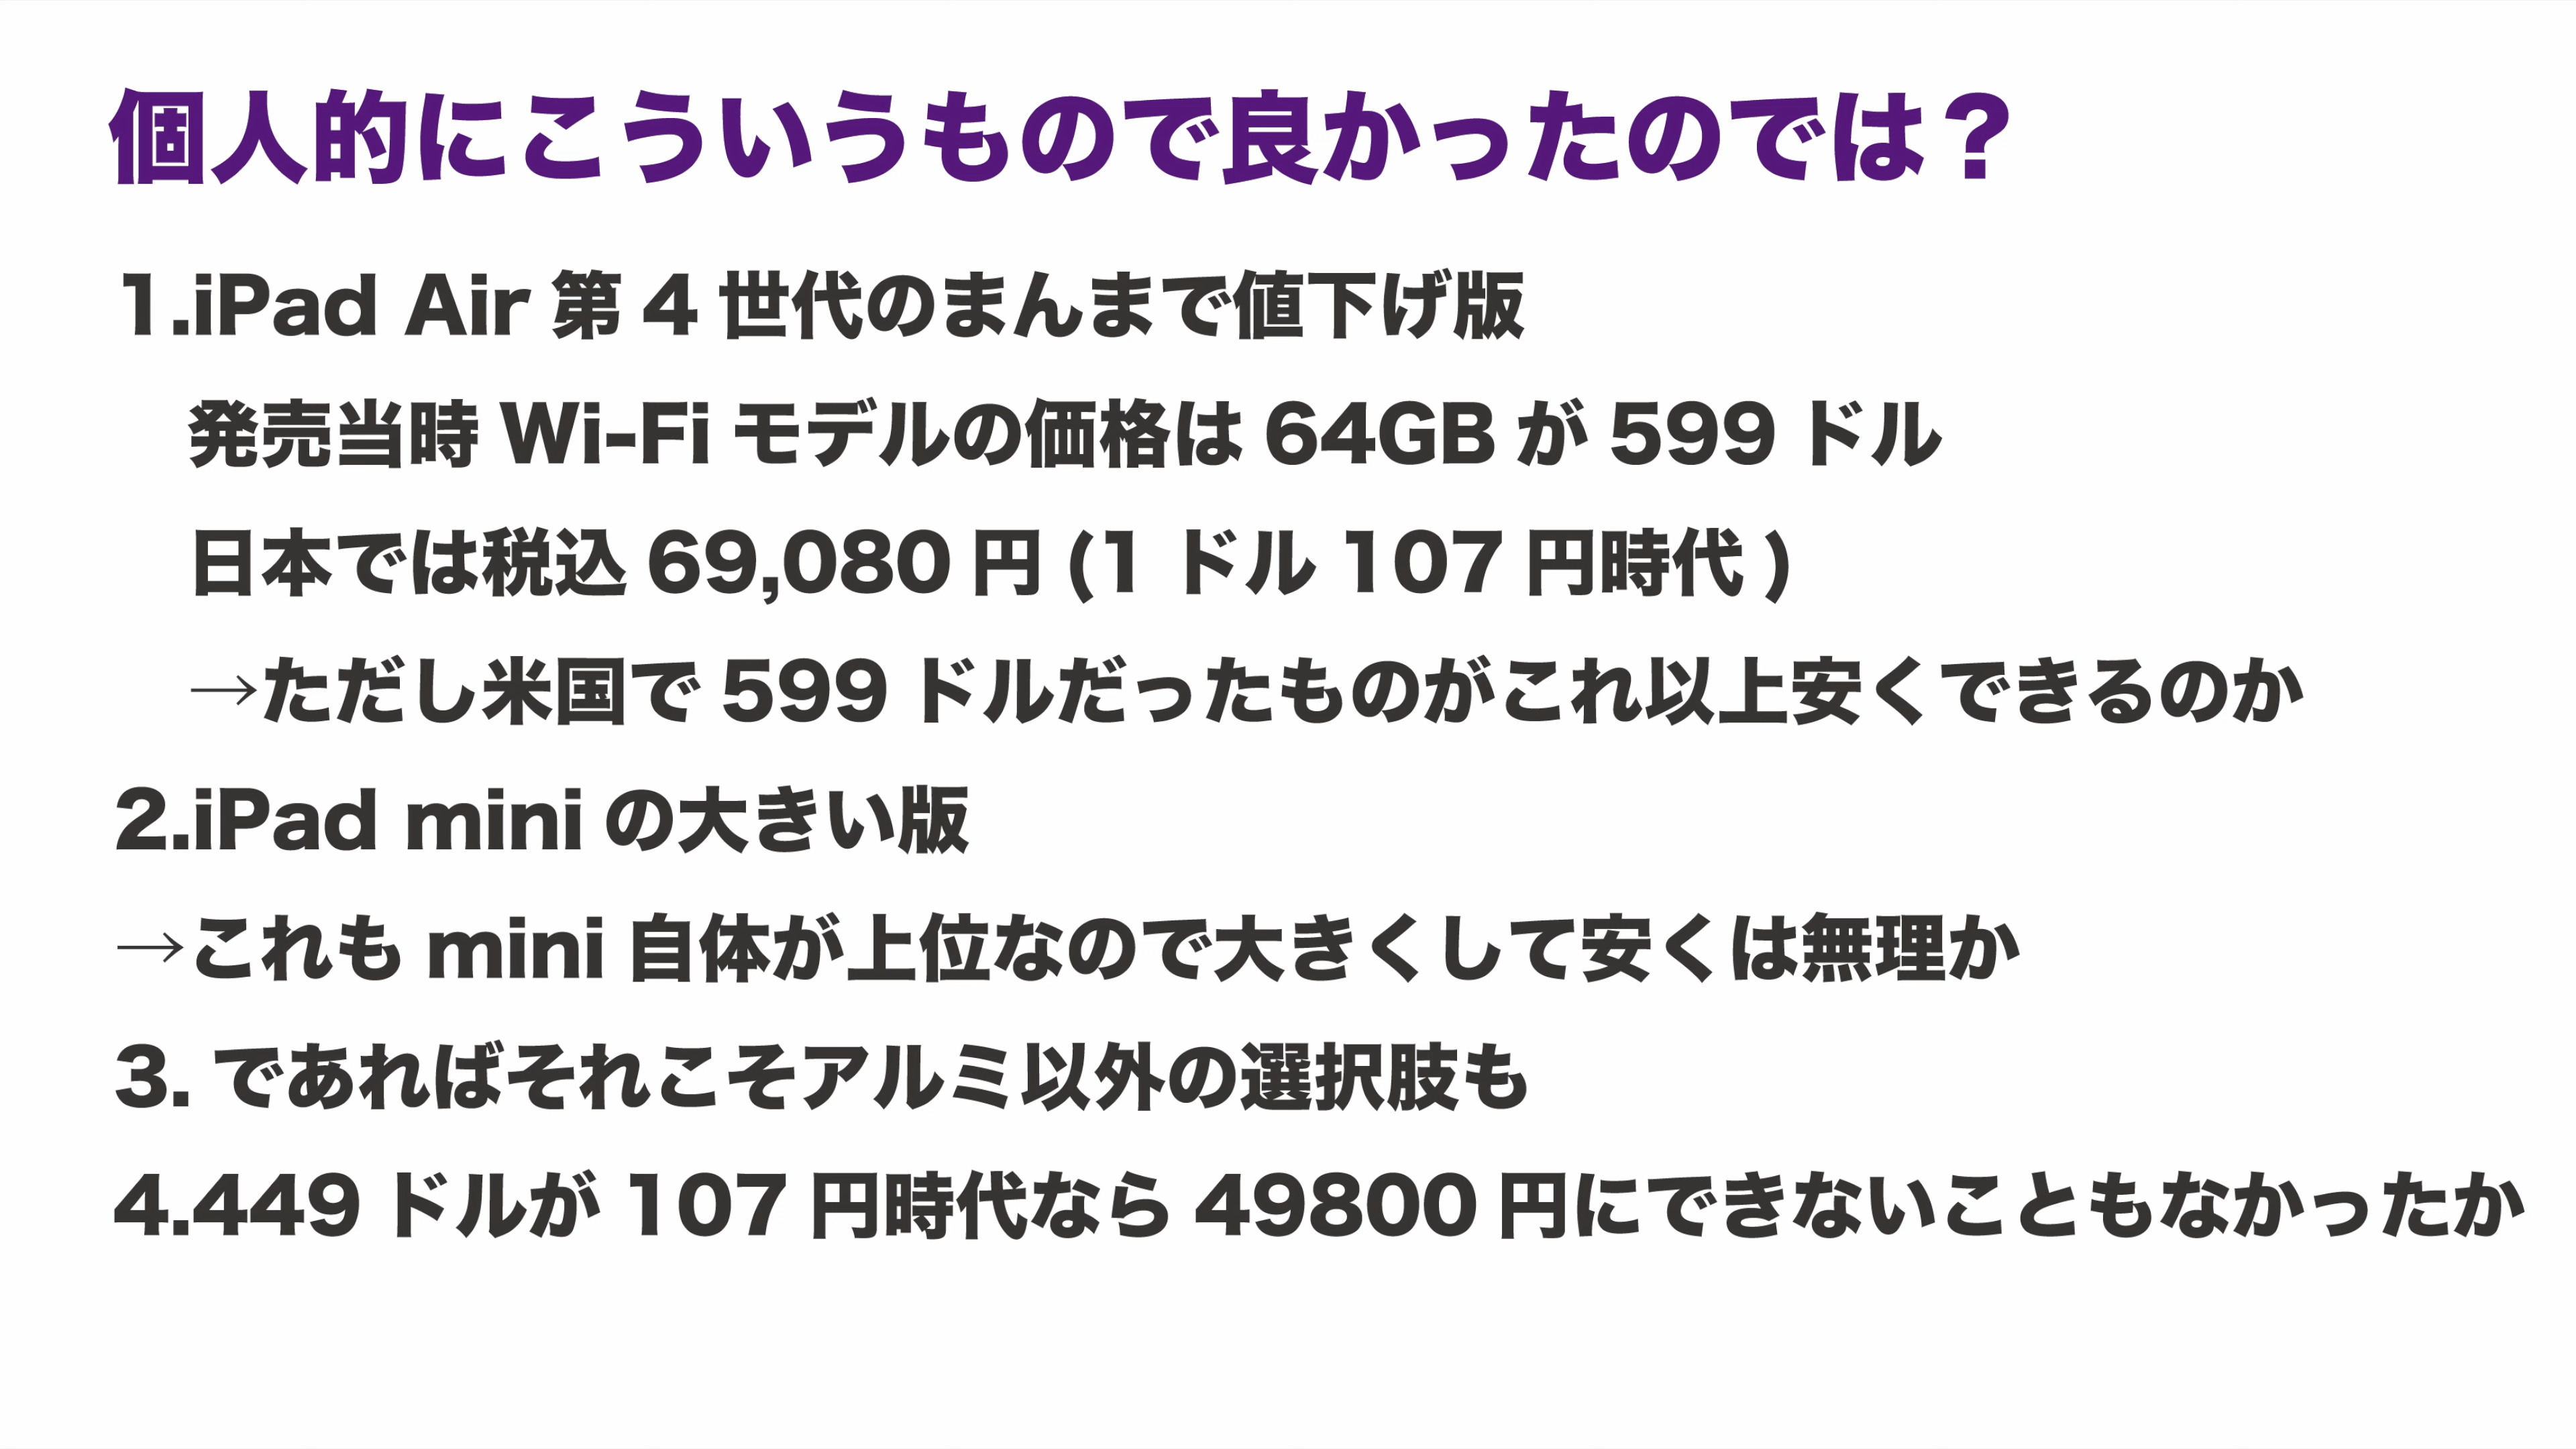 個人的にこういうもので良かったのでは？
1.iPad Air 第 4 世代のまんまで値下げ版
発売当時 Wi-Fi モデルの価格は 64GB が 599 ドル
日本では税込 69,080 円 (1 ドル 107 円時代 )
→ただし米国で 599 ドルだったものがこれ以上安くできるのか
2.iPad mini の大きい版
→これも mini 自体が上位なので大きくして安くは無理か
3. であればそれこそアルミ以外の選択肢も
4.449 ドルが 107 円時代なら 49800 円にできないこともなかったか